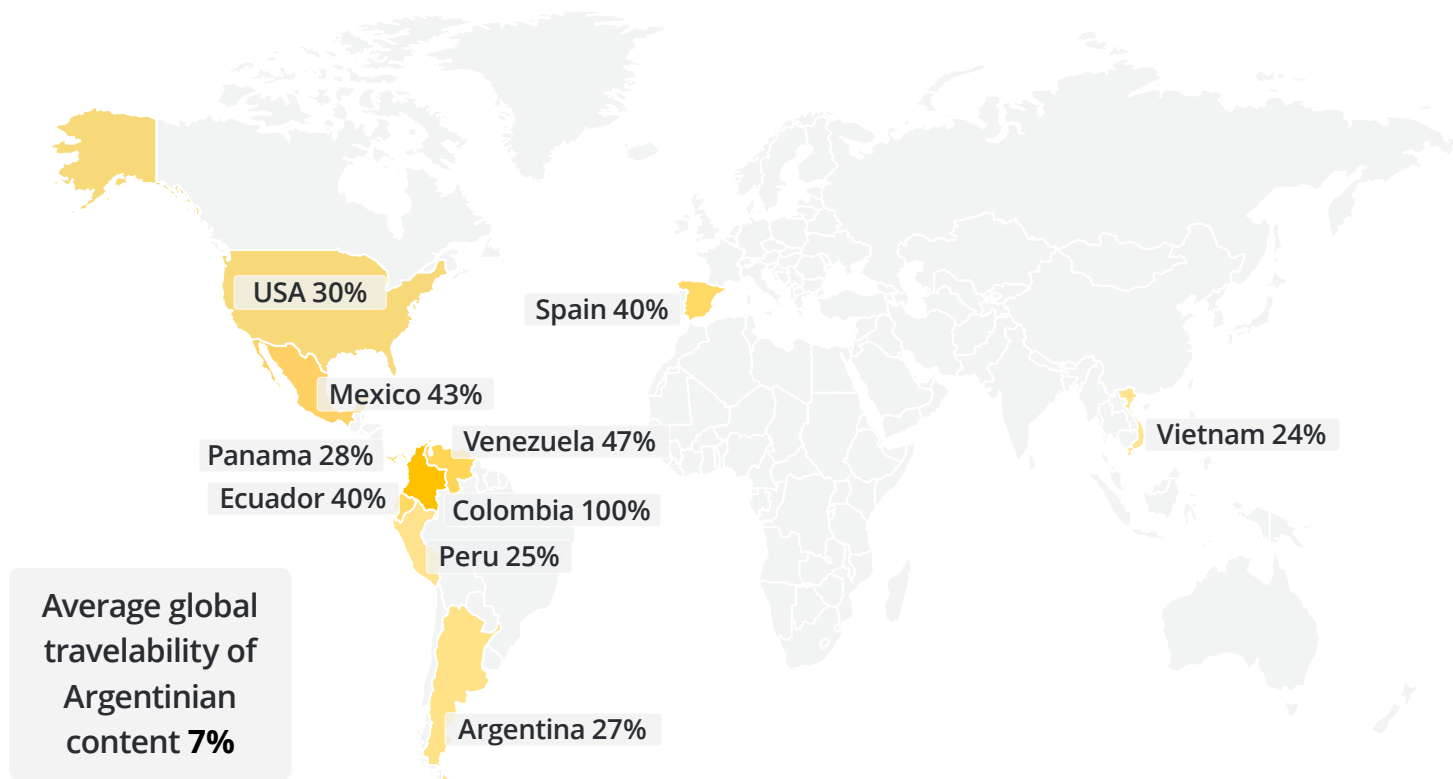 USA 30%
Spain 40%
Mexico 43%
Venezuela 47%
Vietnam 24%
Panama 28%
Ecuador 40%
Colombia 100%
Peru 25%
Average global
travelability of
Argentinian
content 7%
Argentina 27%